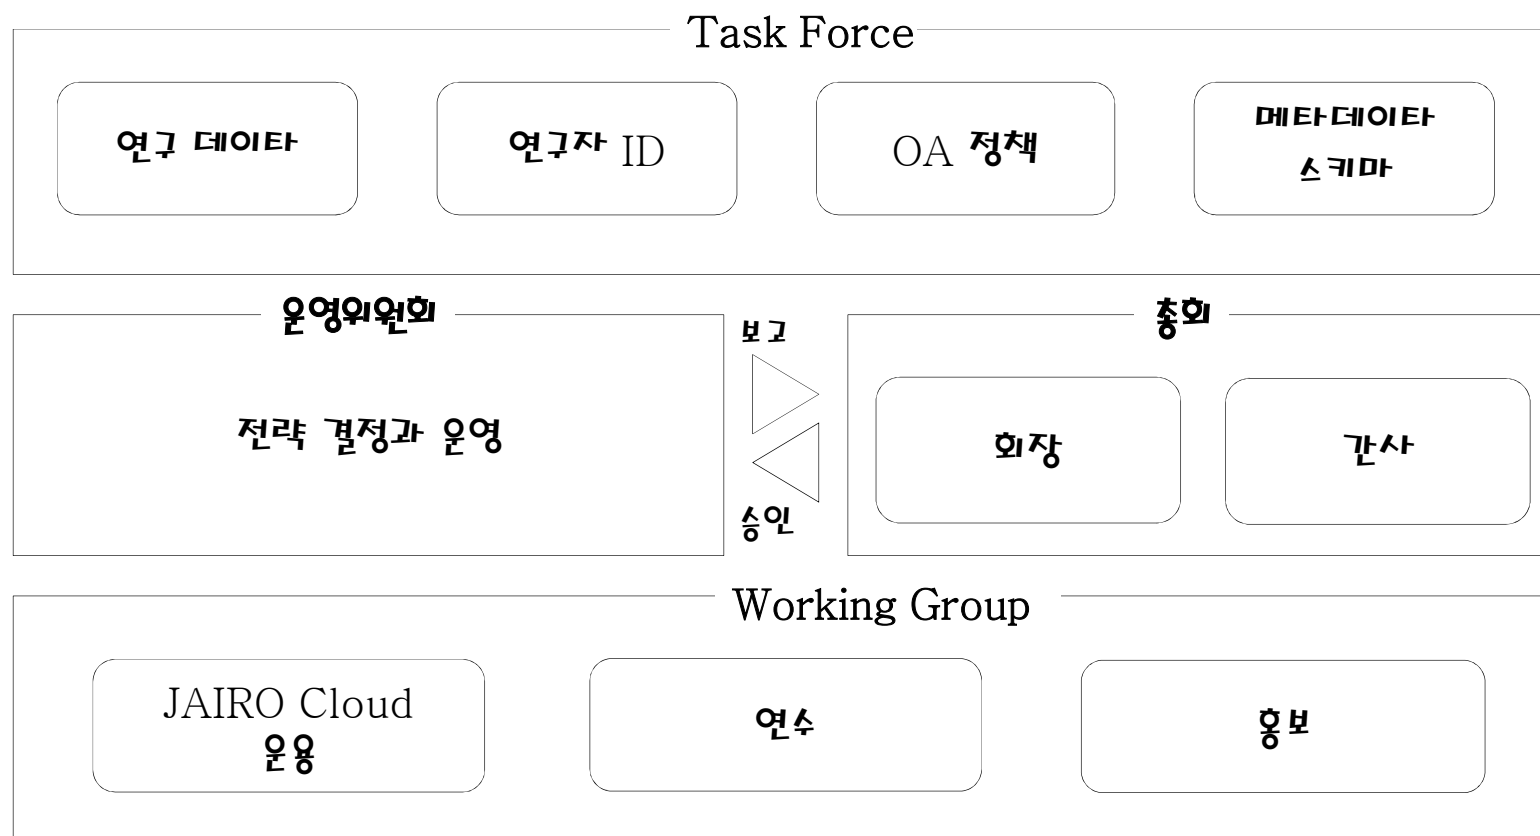 Task Force
연구 데이타
연구자 ID
OA 정책
메타데이타
스키마
운영위원회
전략 결정과 운영
보고
승인
총회
회장
간사
Working Group
JAIRO Cloud
운용
연수
홍보